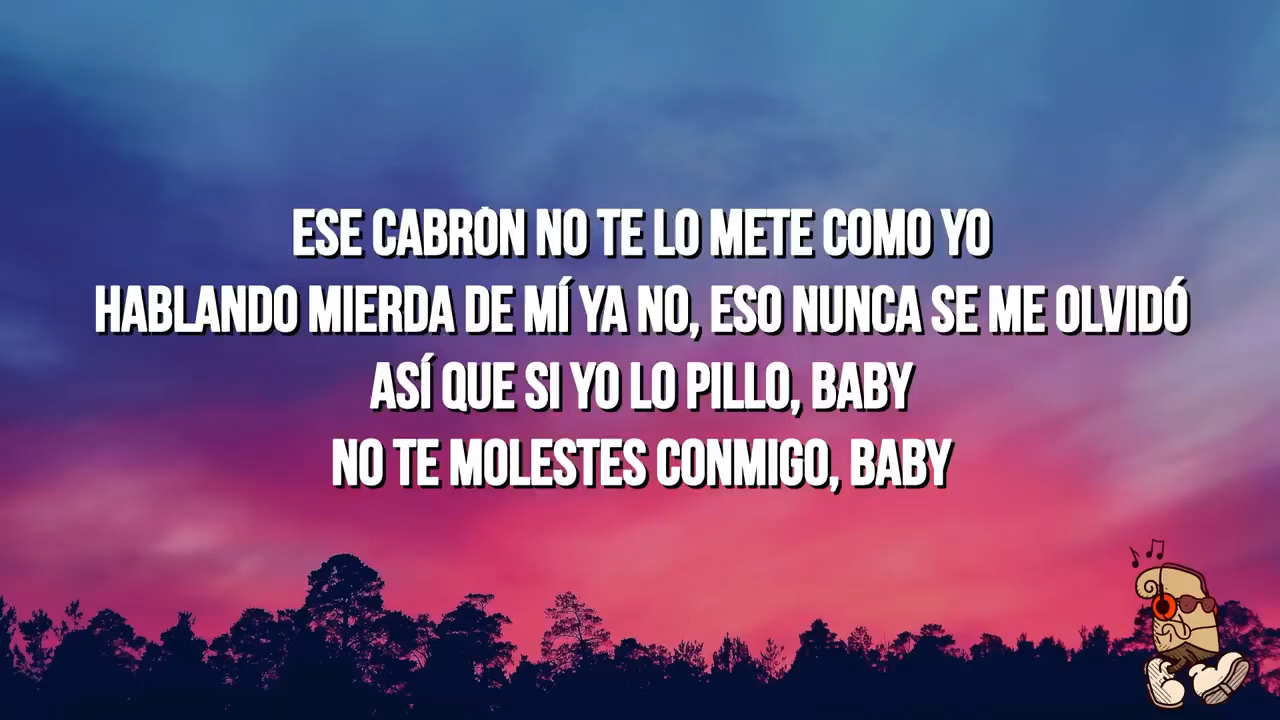 ESE CABRÓN NO TE LO METE COMO YO
HABLANDO MIERDA DE MÍ YA NO, ESO NUNCA SE ME OLVIDÓ
ASÍ QUE SI YO LO PILLO, BABY
NO TE MOLESTES CONMIGO, BABY